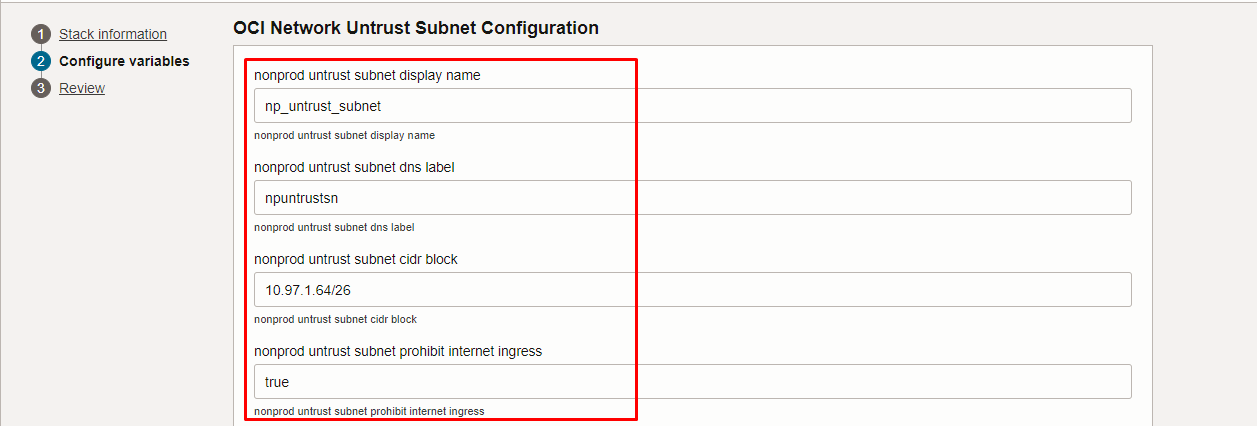 OCI Network Untrust Subnet Configuration
1 Stack information
2 Configure variables
3 Review
nonprod untrust subnet display name
np_untrust_subnet
nonprod untrust subnet display name
nonprod untrust subnet dns label
npuntrustsn
nonprod untrust subnet dns label
nonprod untrust subnet cidr block
10.97.1.64/26
nonprod untrust subnet cidr block
nonprod untrust subnet prohibit internet ingress
true
nonprod untrust subnet prohibit internet ingress